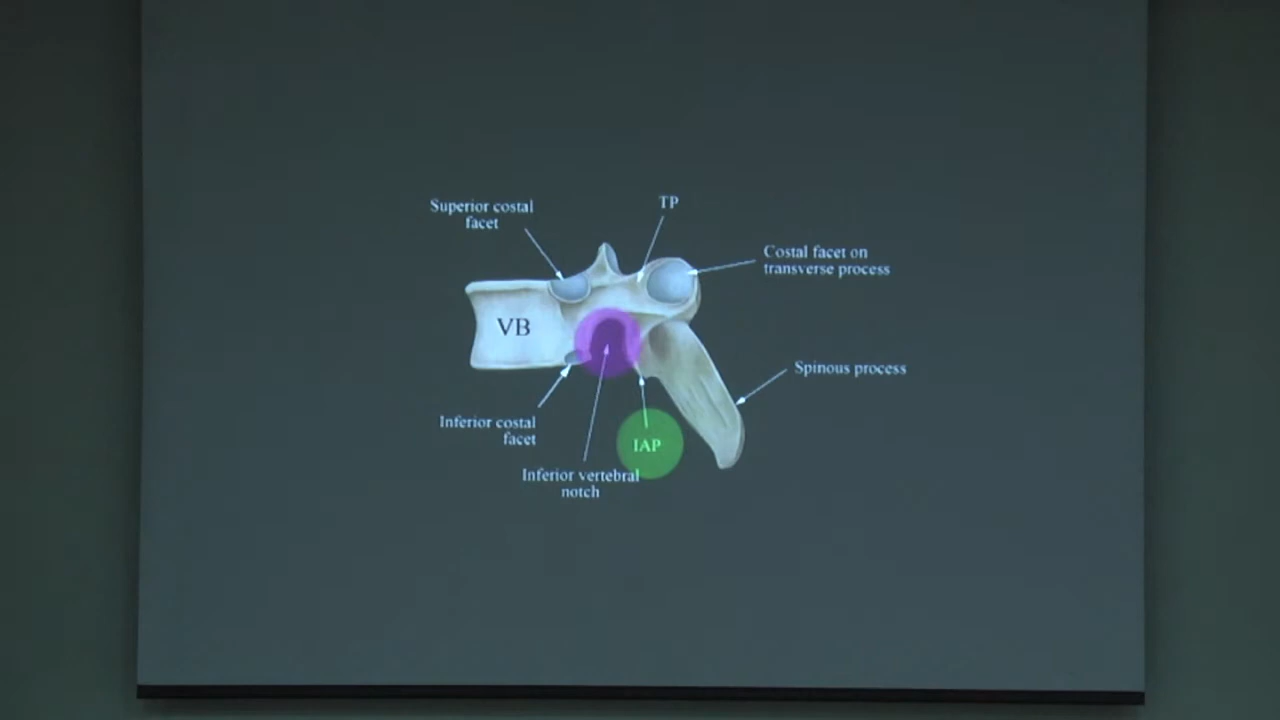 Superior costal
facet
TP
Costal facet on
transverse process
VB
Spinous process
Inferior costal
facet
IAP
Inferior vertebral
notch